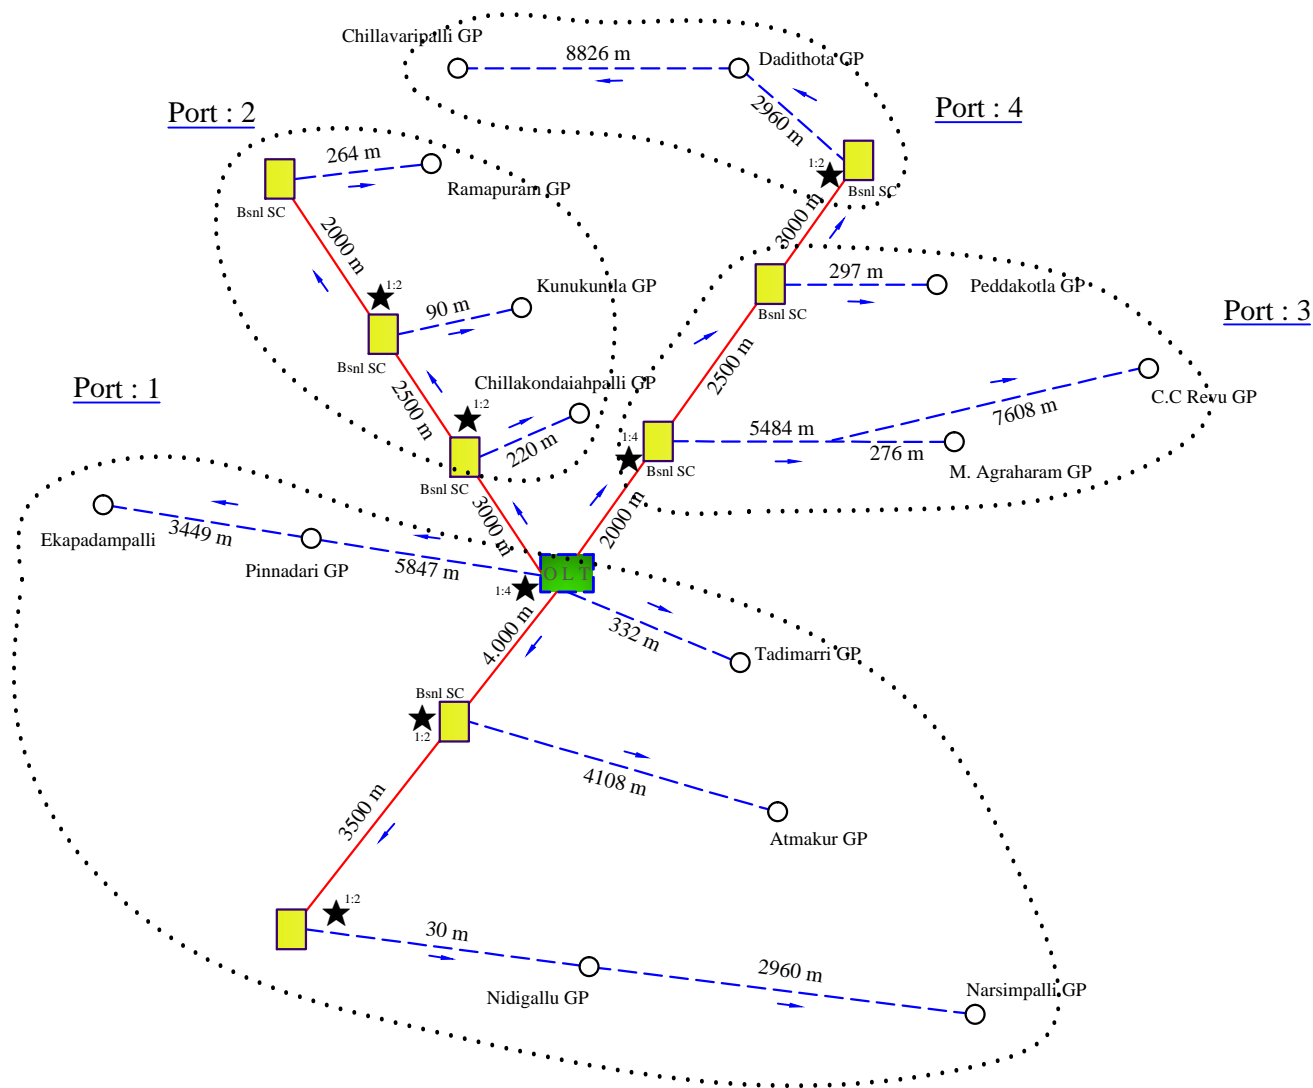 Chillavaripalli GP
8826 m
Dadithota GP
Port : 2
Port : 4
2960 m
264 m
1:2
Ramapuram GP
Bsnl SC
Bsnl SC
2000 m
3000 m
1:2
Kunukuntla GP
297 m
Peddakotla GP
90 m
Bsnl SC
Port : 3
Bsnl SC
Port : 1
2500 m
Chillakondaiahpalli GP
2500 m
C.C Revu GP
1:2
7608 m
1:4
5484 m
220 m
276 m
M. Agraharam GP
Bsnl SC
Bsnl SC
3000 m
2000 m
Ekapadampalli
3449 m
Pinnadari GP
5847 m
O L T
1:4
332 m
4.000 m
Tadimarri GP
Bsnl SC
1:2
4108 m
3500 m
Atmakur GP
1:2
30 m
2960 m
Nidigallu GP
Narsimpalli GP